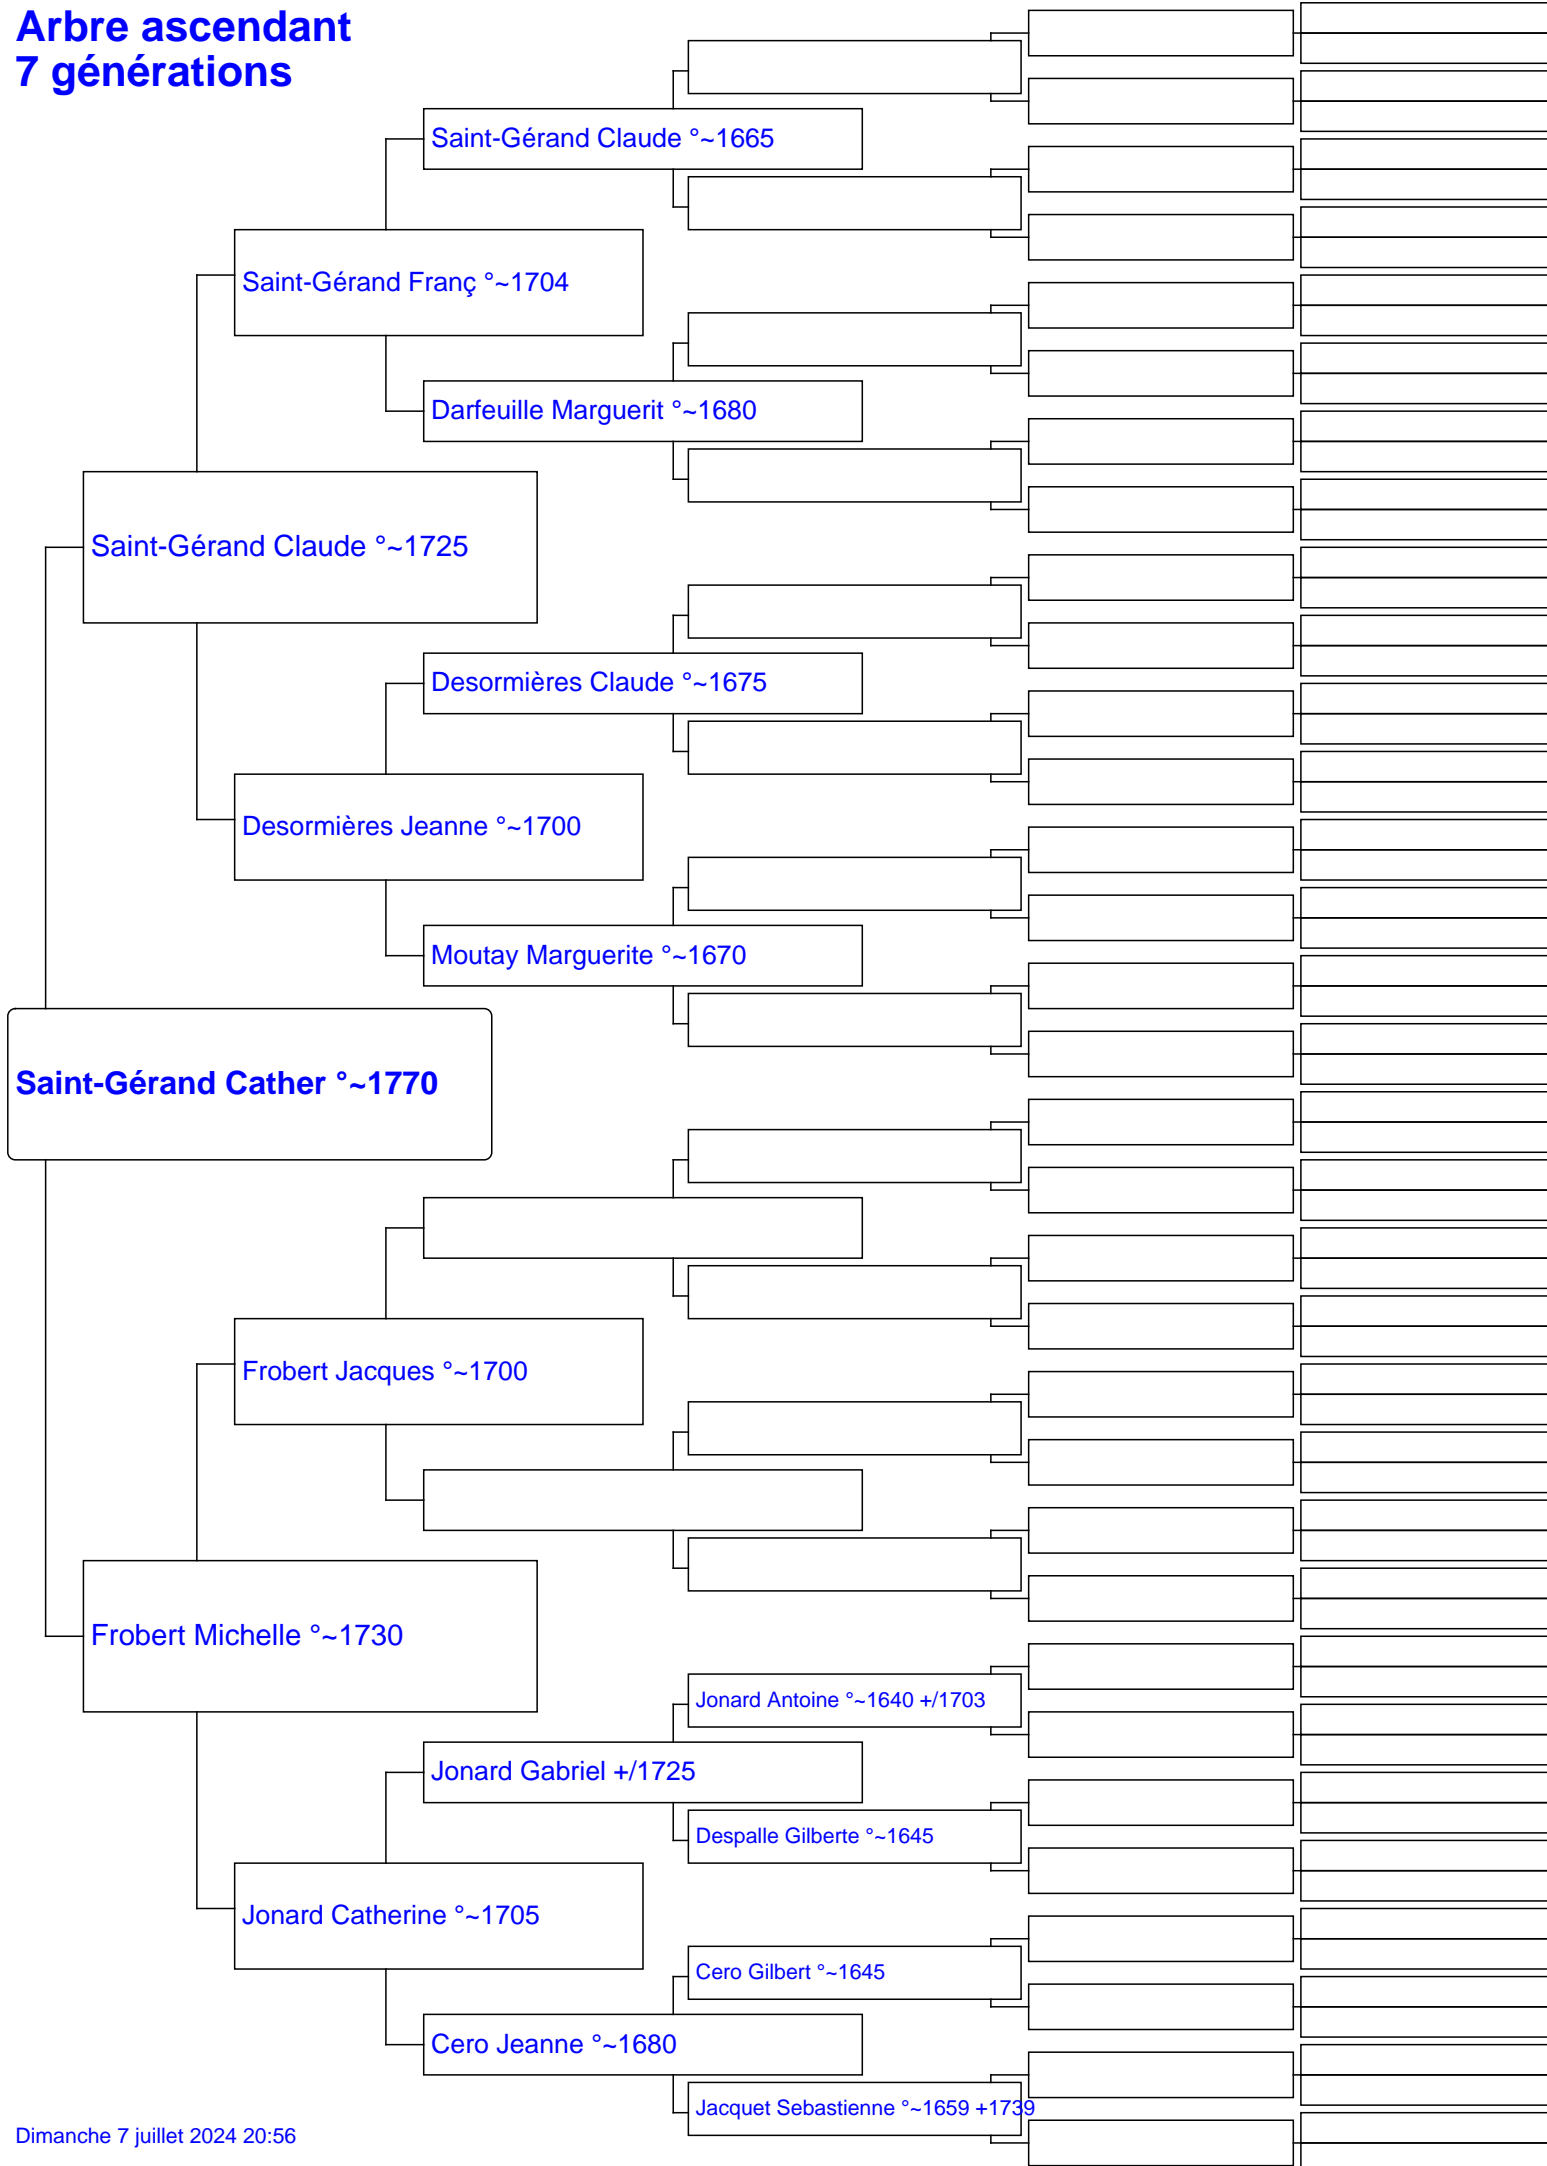 Arbre ascendant
7 générations
Saint-Gérand Claude °~1665
Saint-Gérand Franç °~1704
Darfeuille Marguerit °~1680
Saint-Gérand Claude °~1725
Desormières Claude °~1675
Desormières Jeanne °~1700
Moutay Marguerite °~1670
Saint-Gérand Cather °~1770
Frobert Jacques °~1700
Frobert Michelle °~1730
Jonard Antoine °~1640 +/1703
Jonard Gabriel +/1725
Despalle Gilberte °~1645
Jonard Catherine °~1705
Cero Gilbert °~1645
Cero Jeanne °~1680
Jacquet Sebastienne °~1659 +1739
Dimanche 7 juillet 2024 20:56